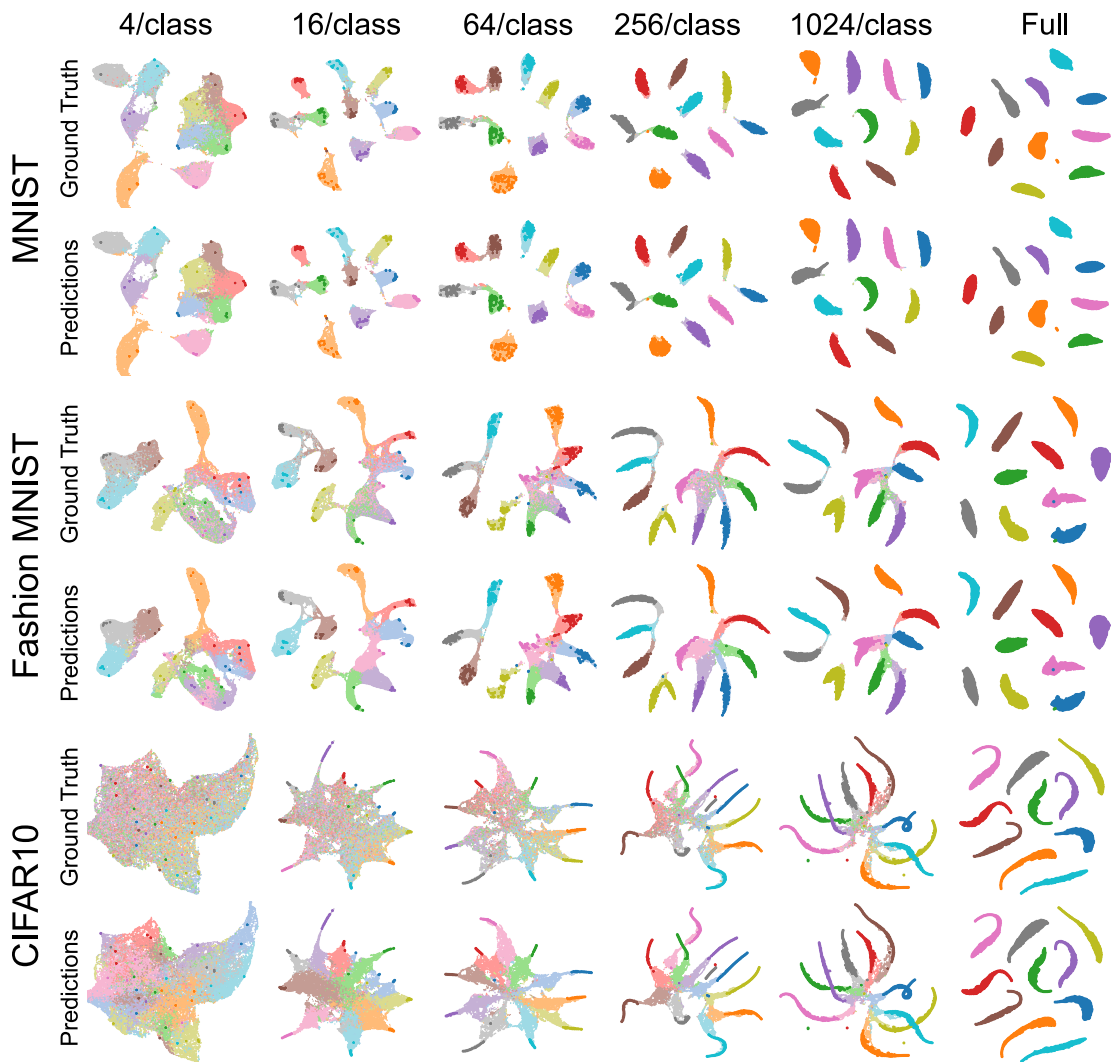 4/class 16/class 64/class 256/class 1024/class Full
MNIST
Ground Truth
Predictions
Fashion MNIST
Ground Truth
Predictions
CIFAR10
Ground Truth
Predictions